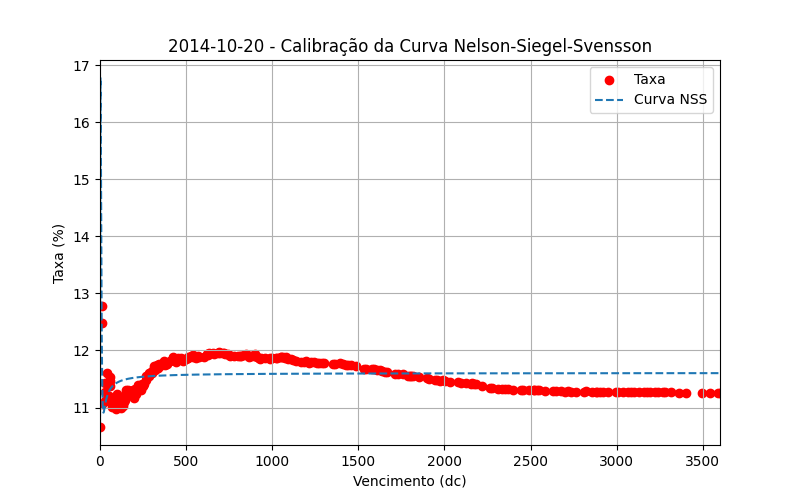 2014-10-20 - Calibração da Curva Nelson-Siegel-Svensson
Taxa
Curva NSS
Taxa (%)
17
16
15
14
13
12
11
0 500 1000 1500 2000 2500 3000 3500
Vencimento (dc)